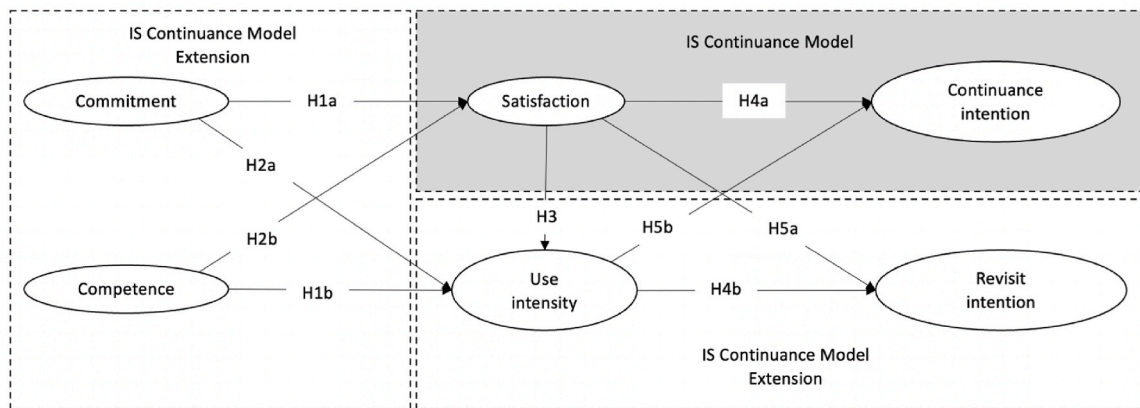 IS Continuance Model
Extension
IS Continuance Model
Commitment
H1a
Satisfaction
H4a
Continuance
intention
H2a
H3
H5b
H5a
H2b
Competence
H1b
Use
intensity
H4b
Revisit
intention
IS Continuance Model
Extension